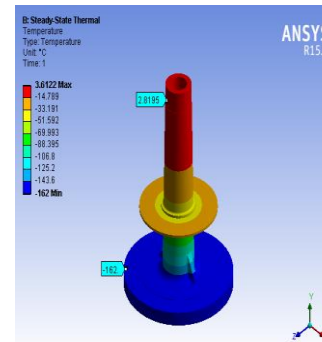 B: Steady-State Thermal
Temperature
Type: Temperature
Unit: °C
Time: 1
3.6122 Max
-14.789
-33.191
-51.592
-69.993
-88.395
-106.8
-125.2
-143.6
-162 Min
ANSYS
R15.
2.8195
-162
Y
Z
X